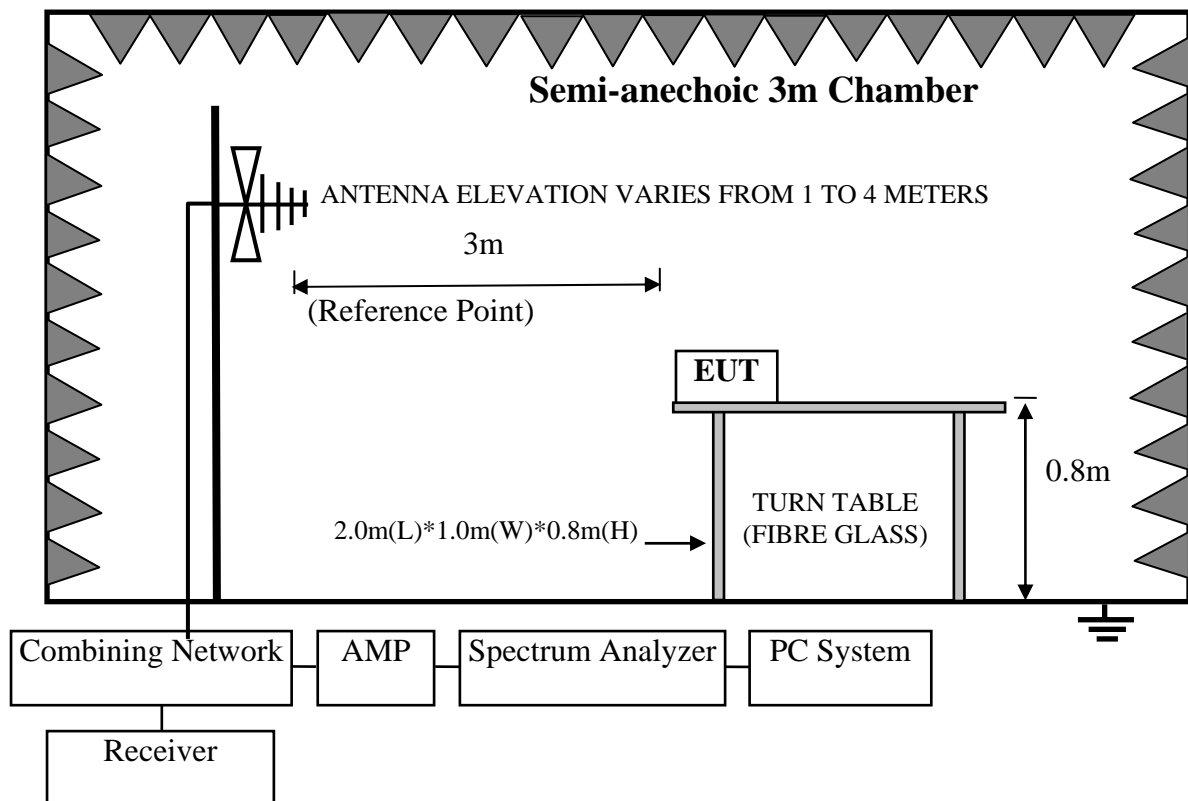 Semi-anechoic 3m Chamber
ANTENNA ELEVATION VARIES FROM 1 TO 4 METERS
3m
(Reference Point)
EUT
0.8m
TURN TABLE
(FIBRE GLASS)
2.0m(L)*1.0m(W)*0.8m(H)
Combining Network
AMP
Spectrum Analyzer
PC System
Receiver